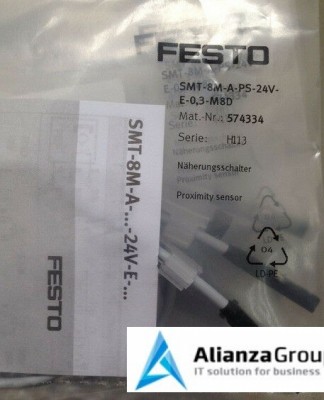 FESTO
SMT-8M-A-PS-24V-
E-0,3-M8D
Mat.-Nr.: 574334
Serie: H113
Näherungsschalter
Proximity sensor
SMT-8M-A-...-24V-E-...
FESTO
04
LD-PE
AlianzaGroup
IT solution for business